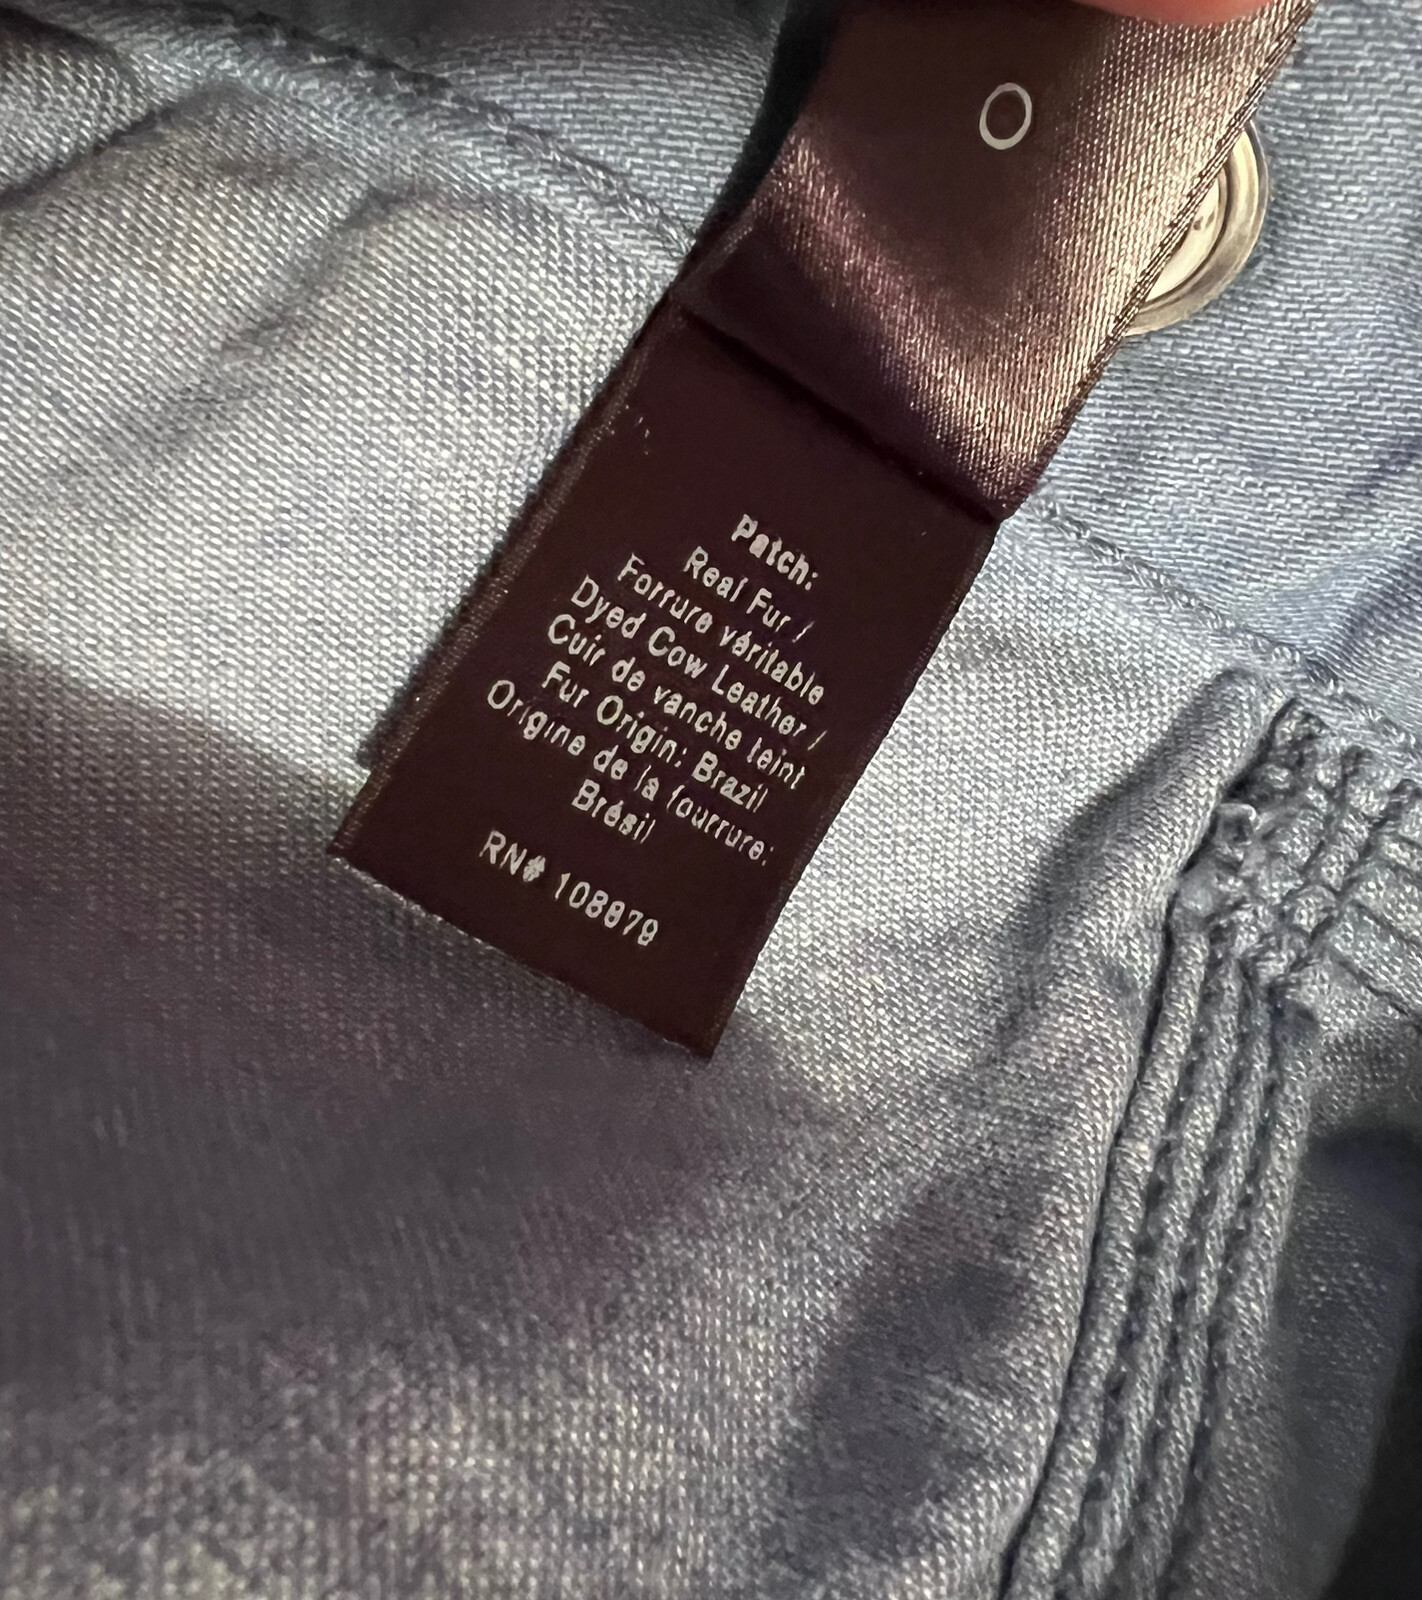 O
Patch:
Real Fur /
Forrure véritable
Dyed Cow Leather /
Cuir de vanche teint
Fur Origin: Brazil
Origine de la fourrure:
Brésil
RN# 108879